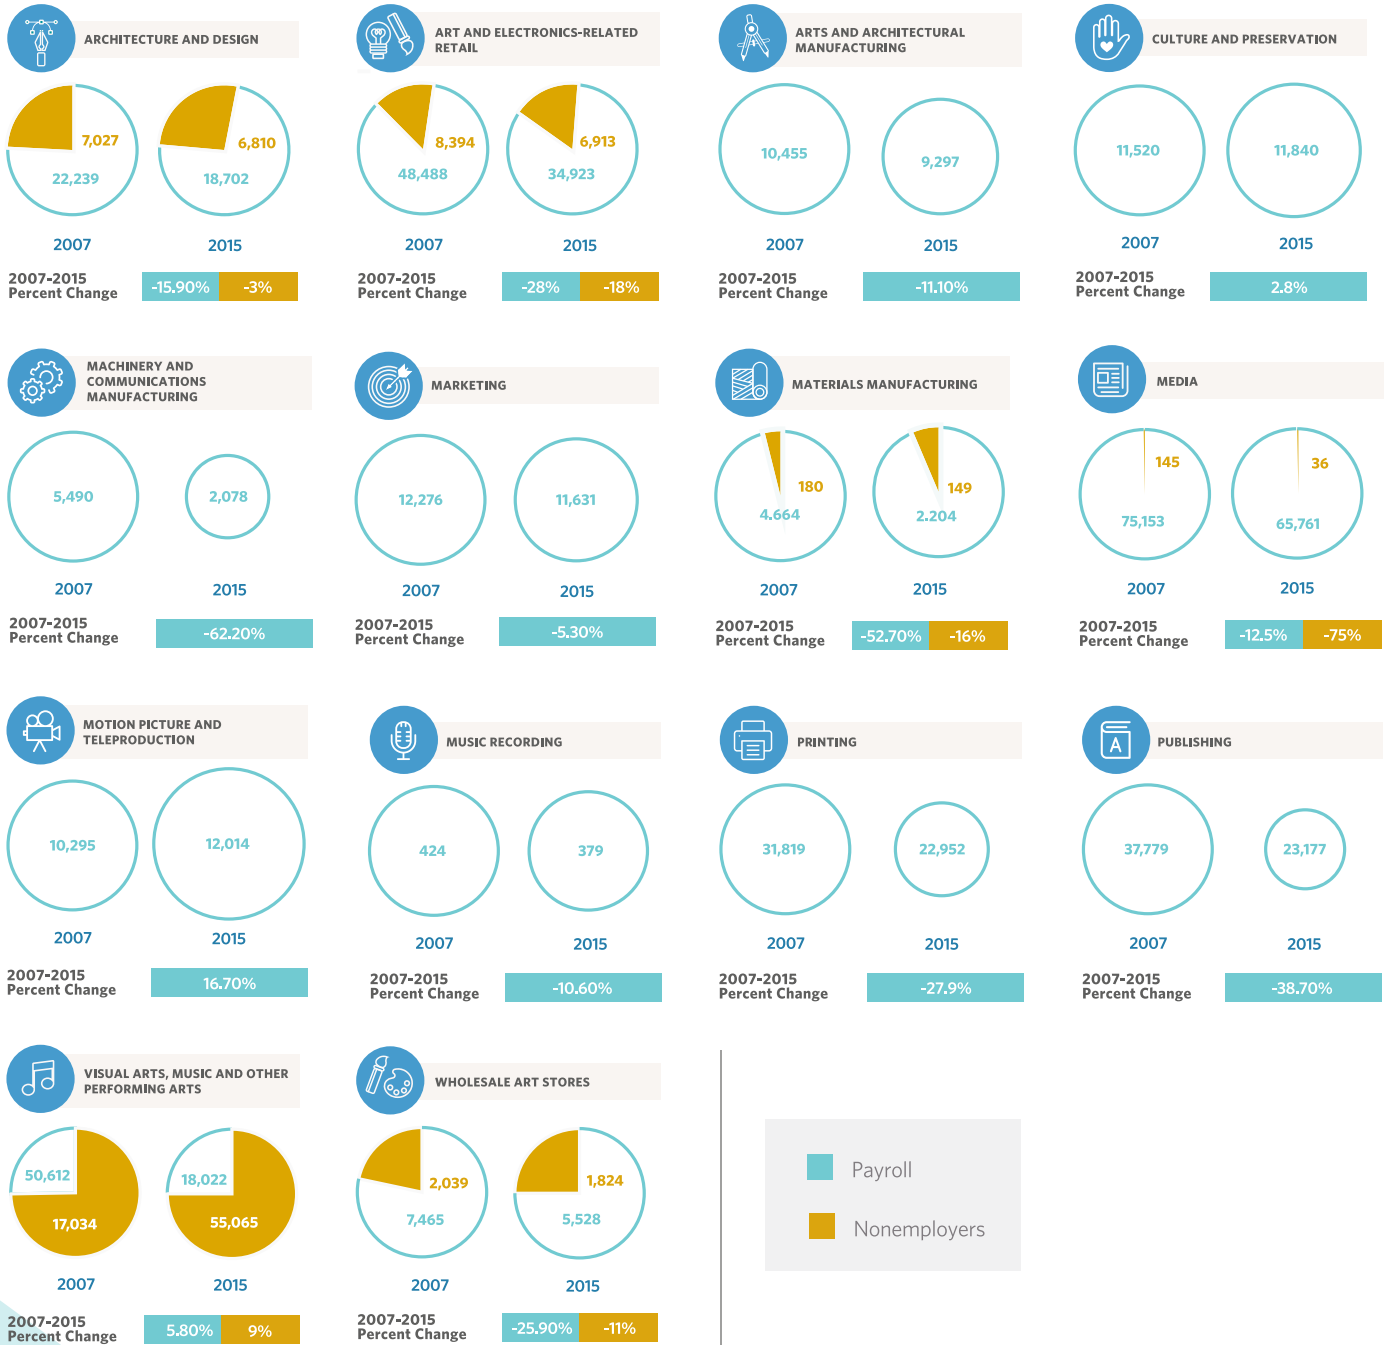 ARCHITECTURE AND DESIGN
7,027
22,239
6,810
18,702
2007
2015
2007-2015
Percent Change
-15.90%
-3%
ART AND ELECTRONICS-RELATED
RETAIL
8,394
48,488
6,913
34,923
2007
2015
2007-2015
Percent Change
-28%
-18%
ARTS AND ARCHITECTURAL
MANUFACTURING
10,455
9,297
2007
2015
2007-2015
Percent Change
-11.10%
CULTURE AND PRESERVATION
11,520
11,840
2007
2015
2007-2015
Percent Change
2.8%
MACHINERY AND
COMMUNICATIONS
MANUFACTURING
5,490
2,078
2007
2015
2007-2015
Percent Change
-62.20%
MARKETING
12,276
11,631
2007
2015
2007-2015
Percent Change
-5.30%
MATERIALS MANUFACTURING
180
4.664
149
2.204
2007
2015
2007-2015
Percent Change
-52.70%
-16%
MEDIA
145
75,153
36
65,761
2007
2015
2007-2015
Percent Change
-12.5%
-75%
MOTION PICTURE AND
TELEPRODUCTION
10,295
12,014
2007
2015
2007-2015
Percent Change
16.70%
MUSIC RECORDING
424
379
2007
2015
2007-2015
Percent Change
-10.60%
PRINTING
31,819
22,952
2007
2015
2007-2015
Percent Change
-27.9%
A
PUBLISHING
37,779
23,177
2007
2015
2007-2015
Percent Change
-38.70%
VISUAL ARTS, MUSIC AND OTHER
PERFORMING ARTS
50,612
17,034
18,022
55,065
2007
2015
2007-2015
Percent Change
5.80%
9%
WHOLESALE ART STORES
2,039
7,465
1,824
5,528
2007
2015
2007-2015
Percent Change
-25.90%
-11%
Payroll
Nonemployers